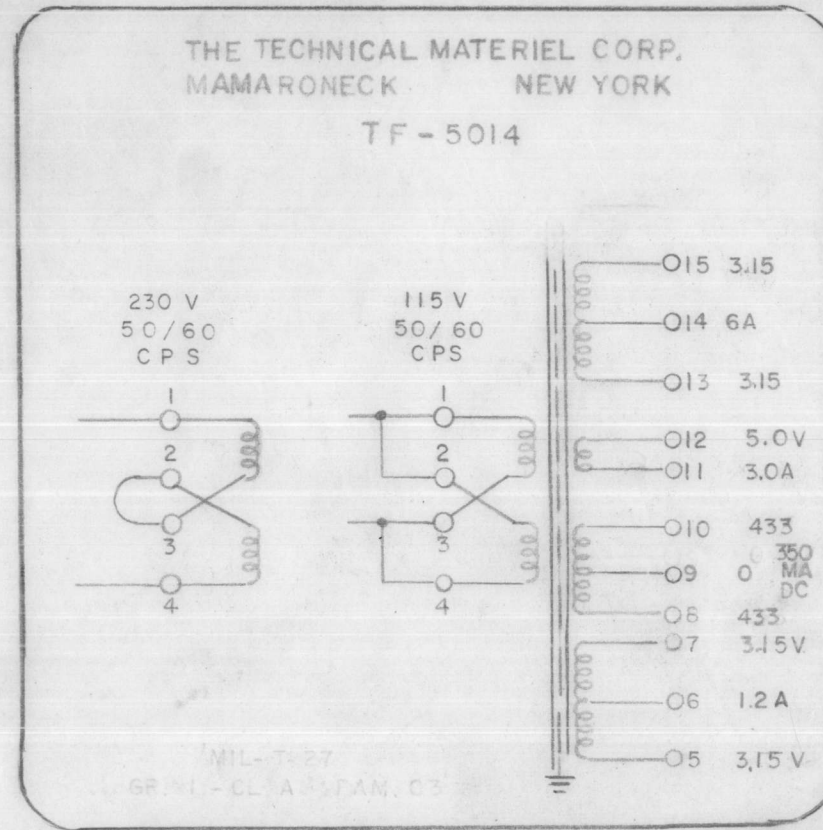 THE TECHNICAL MATERIEL CORP.
MAMARONECK NEW YORK
TF-5014
230 V
50/60
CPS
1
2
3
4
115 V
50/60
CPS
1
2
3
4
15 3.15
14 6A
13 3.15
12 5.0V
11 3.0A
10 433
9 0 350 MA DC
8 433
7 3.15V
6 1.2A
5 3.15 V
MIL-T-27
CL A FAM. 03